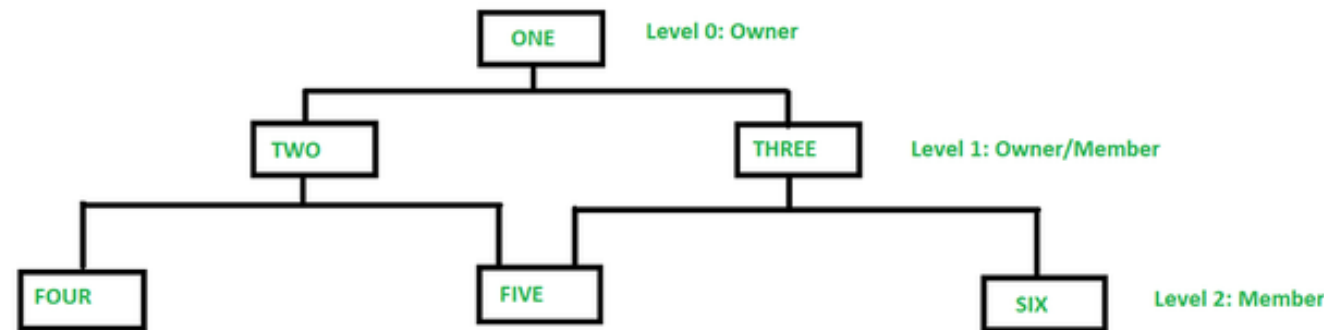 ONE
Level 0: Owner
TWO
THREE
Level 1: Owner/Member
FOUR
FIVE
SIX
Level 2: Member